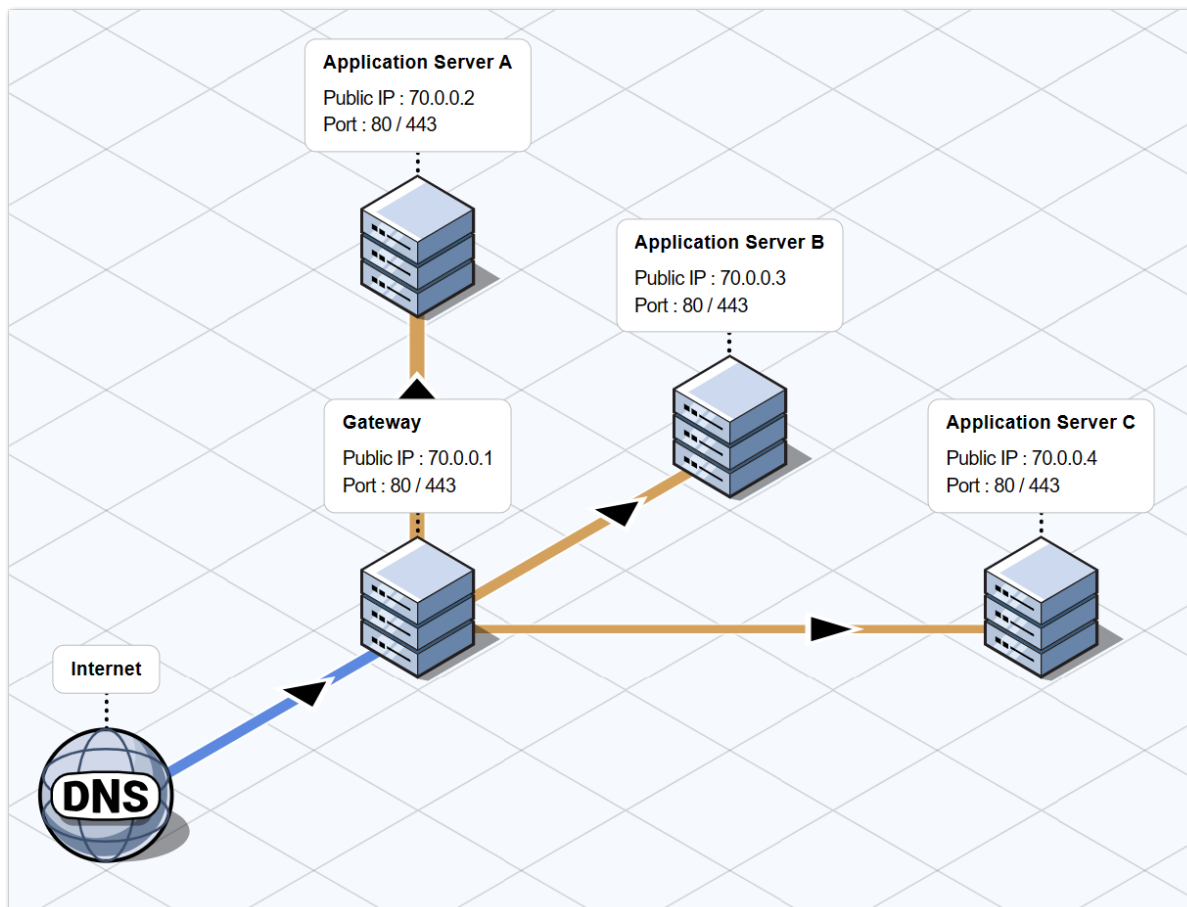 Application Server A
Public IP : 70.0.0.2
Port : 80 / 443
Application Server B
Public IP : 70.0.0.3
Port : 80 / 443
Gateway
Public IP : 70.0.0.1
Port : 80 / 443
Application Server C
Public IP : 70.0.0.4
Port : 80 / 443
Internet
DNS